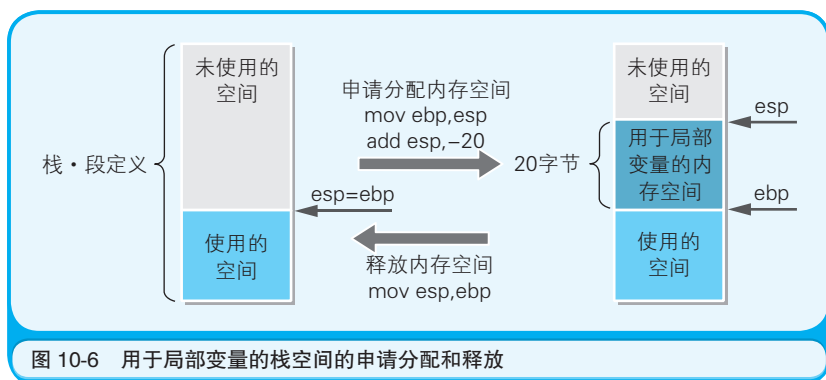 栈·段定义
未使用的
空间
使用的
空间
esp=ebp
申请分配内存空间
mov ebp,esp
add esp,−20
释放内存空间
mov esp,ebp
20字节
未使用的
空间
用于局部
变量的内
存空间
使用的
空间
esp
ebp
图 10-6 用于局部变量的栈空间的申请分配和释放